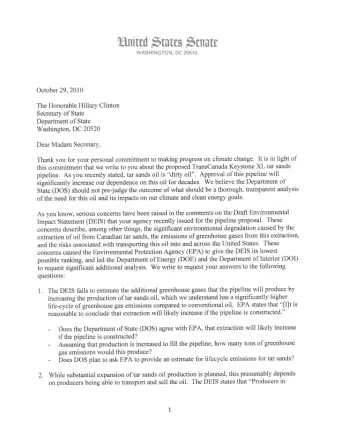 United States Senate
WASHINGTON, DC 20510
October 29, 2010
The Honorable Hillary Clinton
Secretary of State
Department of State
Washington, DC 20520
Dear Madam Secretary,
Thank you for your personal commitment to making progress on climate change. It is in light of
this commitment that we write to you about the proposed TransCanada Keystone XL tar sands
pipeline. As you recently stated, tar sands oil is "dirty oil". Approval of this pipeline will
significantly increase our dependence on this oil for decades. We believe the Department of
State (DOS) should not pre-judge the outcome of what should be a thorough, transparent analysis
of the need for this oil and its impacts on our climate and clean energy goals.
As you know, serious concerns have been raised in the comments on the Draft Environmental
Impact Statement (DEIS) that your agency recently issued for the pipeline proposal. These
concerns describe, among other things, the significant environmental degradation caused by the
extraction of oil from Canadian tar sands, the emissions of greenhouse gases from this extraction,
and the risks associated with transporting this oil into and across the United States. These
concerns caused the Environmental Protection Agency (EPA) to give the DEIS its lowest
possible ranking, and led the Department of Energy (DOE) and the Department of Interior (DOI)
to request significant additional analysis. We write to request your answers to the following
questions:
1. The DEIS fails to estimate the additional greenhouse gases that the pipeline will produce by
increasing the production of tar sands oil, which we understand has a significantly higher
life-cycle of greenhouse gas emissions compared to conventional oil. EPA states that "[I]t is
reasonable to conclude that extraction will likely increase if the pipeline is constructed."
- Does the Department of State (DOS) agree with EPA, that extraction will likely increase
if the pipeline is constructed?
- Assuming that production is increased to fill the pipeline, how many tons of greenhouse
gas emissions would this produce?
- Does DOS plan to ask EPA to provide an estimate for lifecycle emissions for tar sands?
2. While substantial expansion of tar sands oil production is planned, this presumably depends
on producers being able to transport and sell the oil. The DEIS states that "Producers in
1